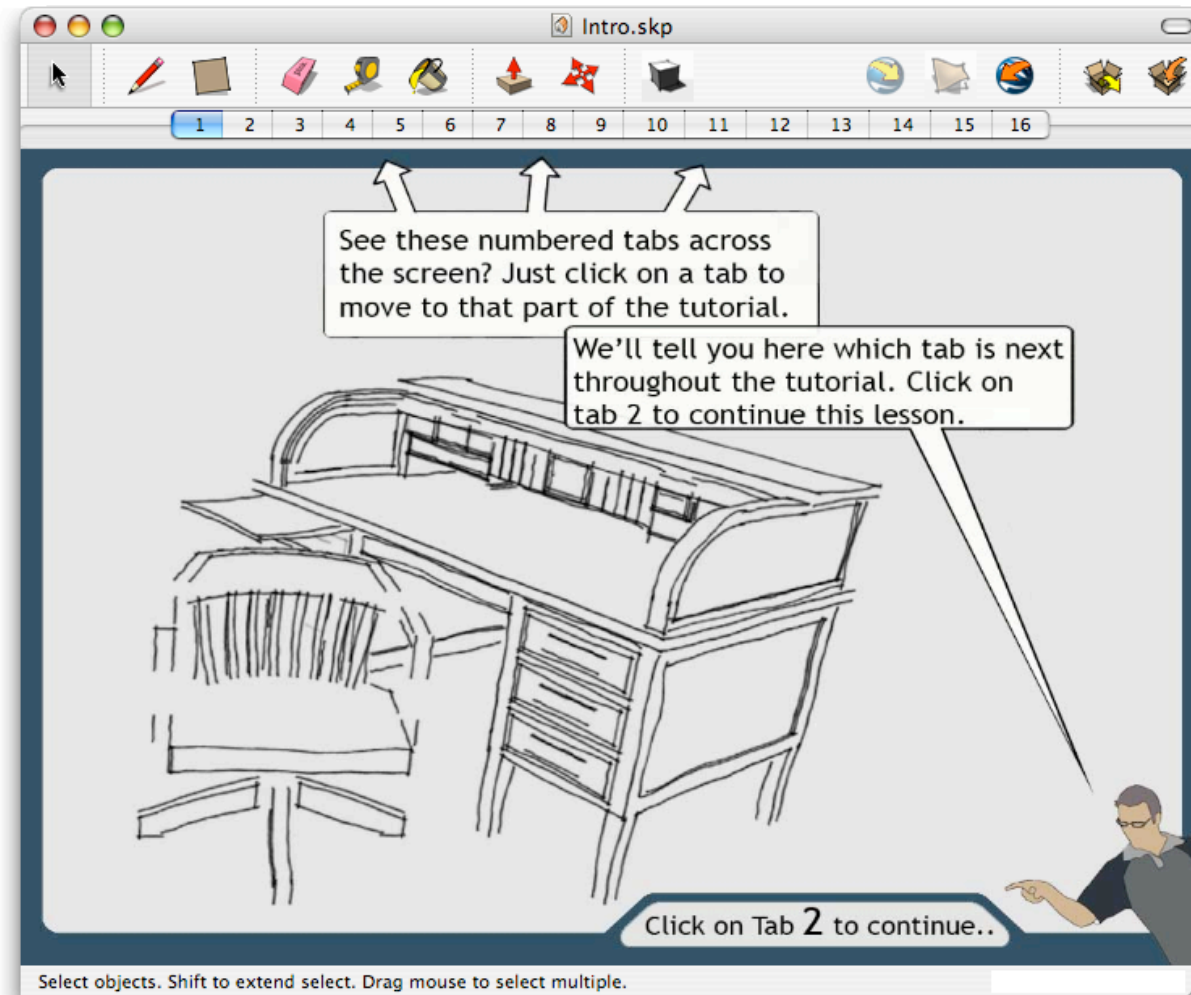 Intro.skp
1 2 3 4 5 6 7 8 9 10 11 12 13 14 15 16
See these numbered tabs across
the screen? Just click on a tab to
move to that part of the tutorial.
We'll tell you here which tab is next
throughout the tutorial. Click on
tab 2 to continue this lesson.
Click on Tab 2 to continue..
Select objects. Shift to extend select. Drag mouse to select multiple.